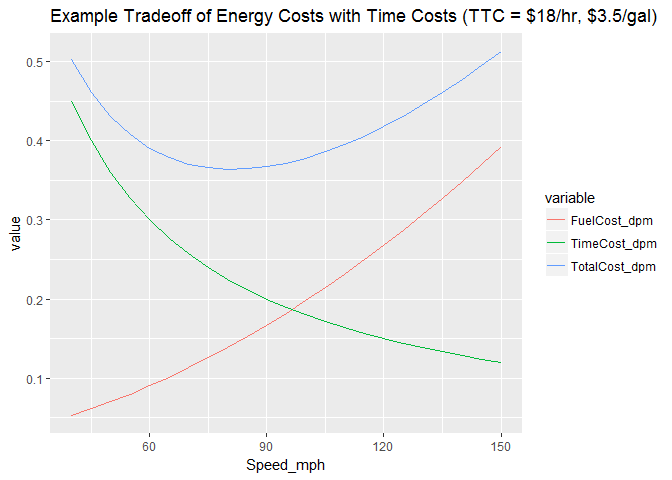 Example Tradeoff of Energy Costs with Time Costs (TTC = $18/hr, $3.5/gal)
0.5
0.4
0.3
0.2
0.1
value
60
90
120
150
Speed_mph
variable
FuelCost_dpm
TimeCost_dpm
TotalCost_dpm